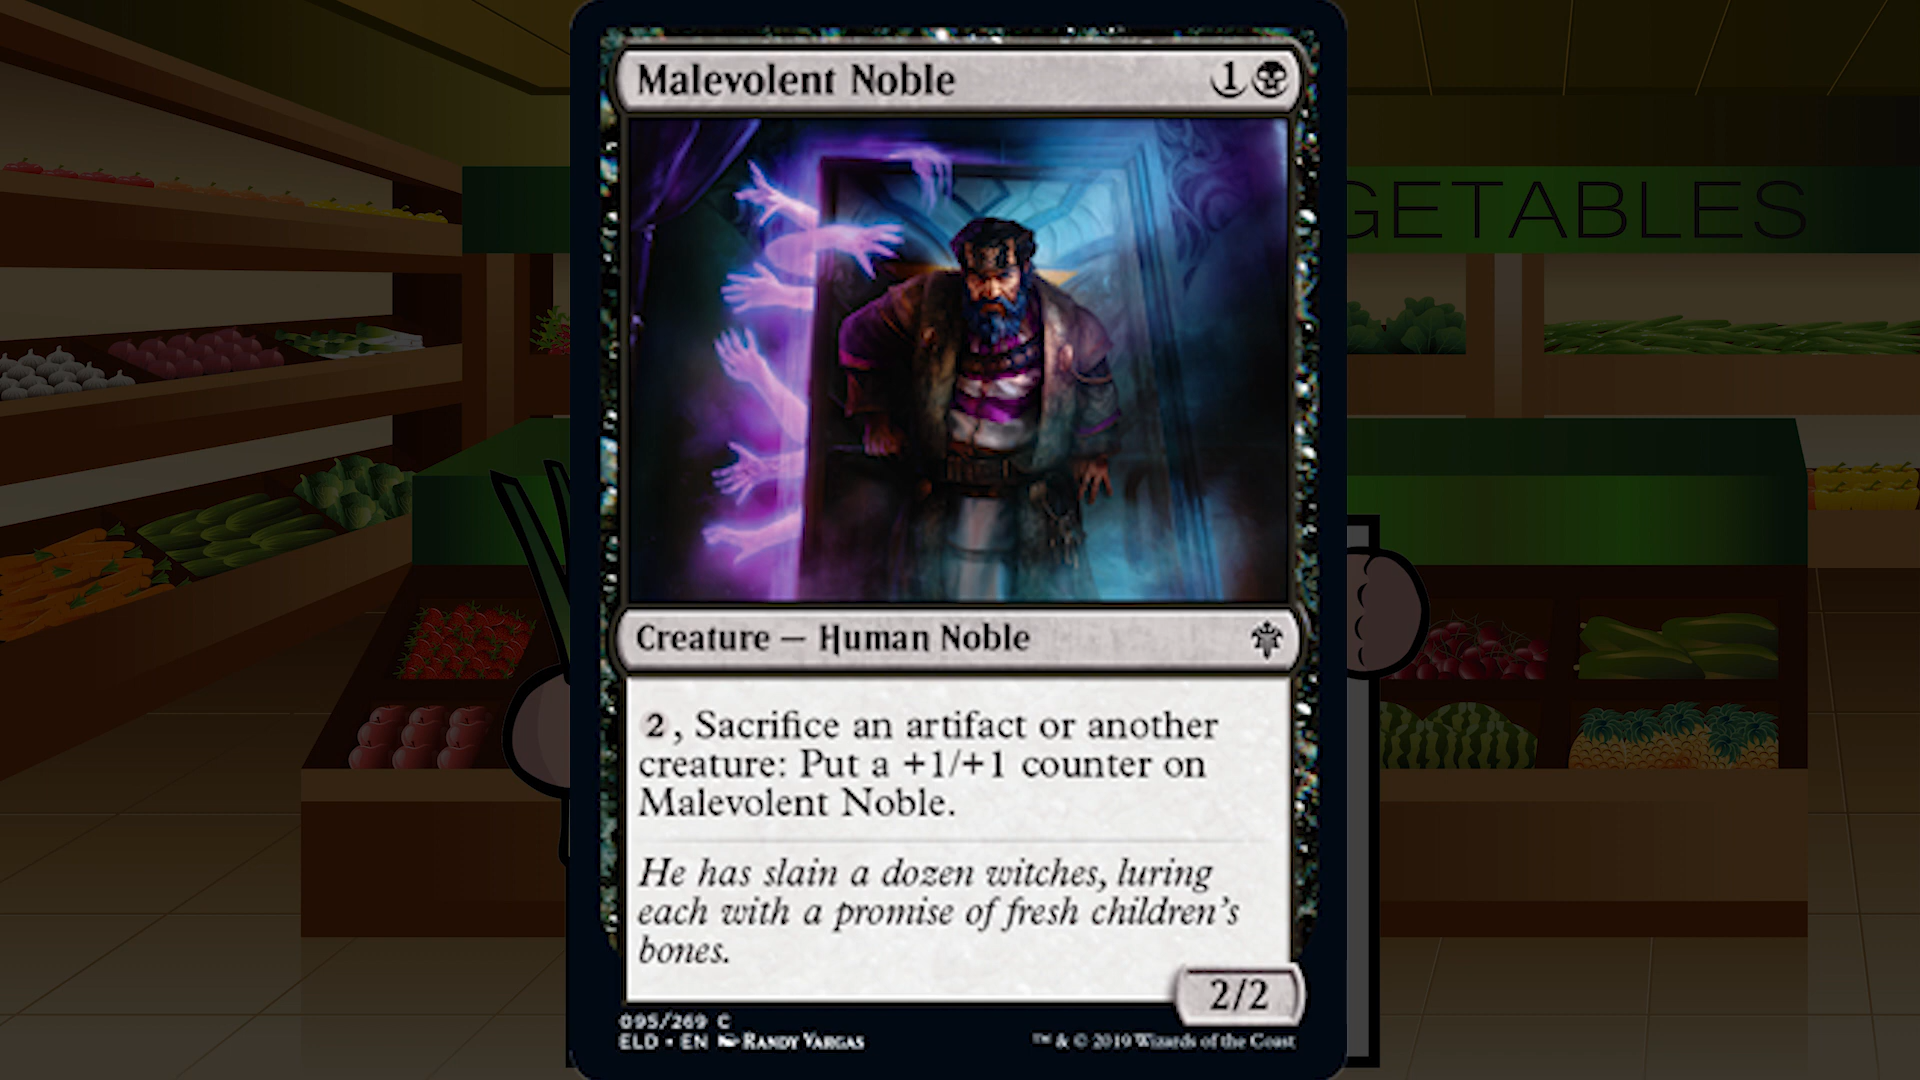 Malevolent Noble 1
GETABLES
Creature — Human Noble
2, Sacrifice an artifact or another
creature: Put a +1/+1 counter on
Malevolent Noble.
He has slain a dozen witches, luring
each with a promise of fresh children's
bones.
2/2
095/269 C
ELD • EN Randy Vargas
™ & © 2019 Wizards of the Coast